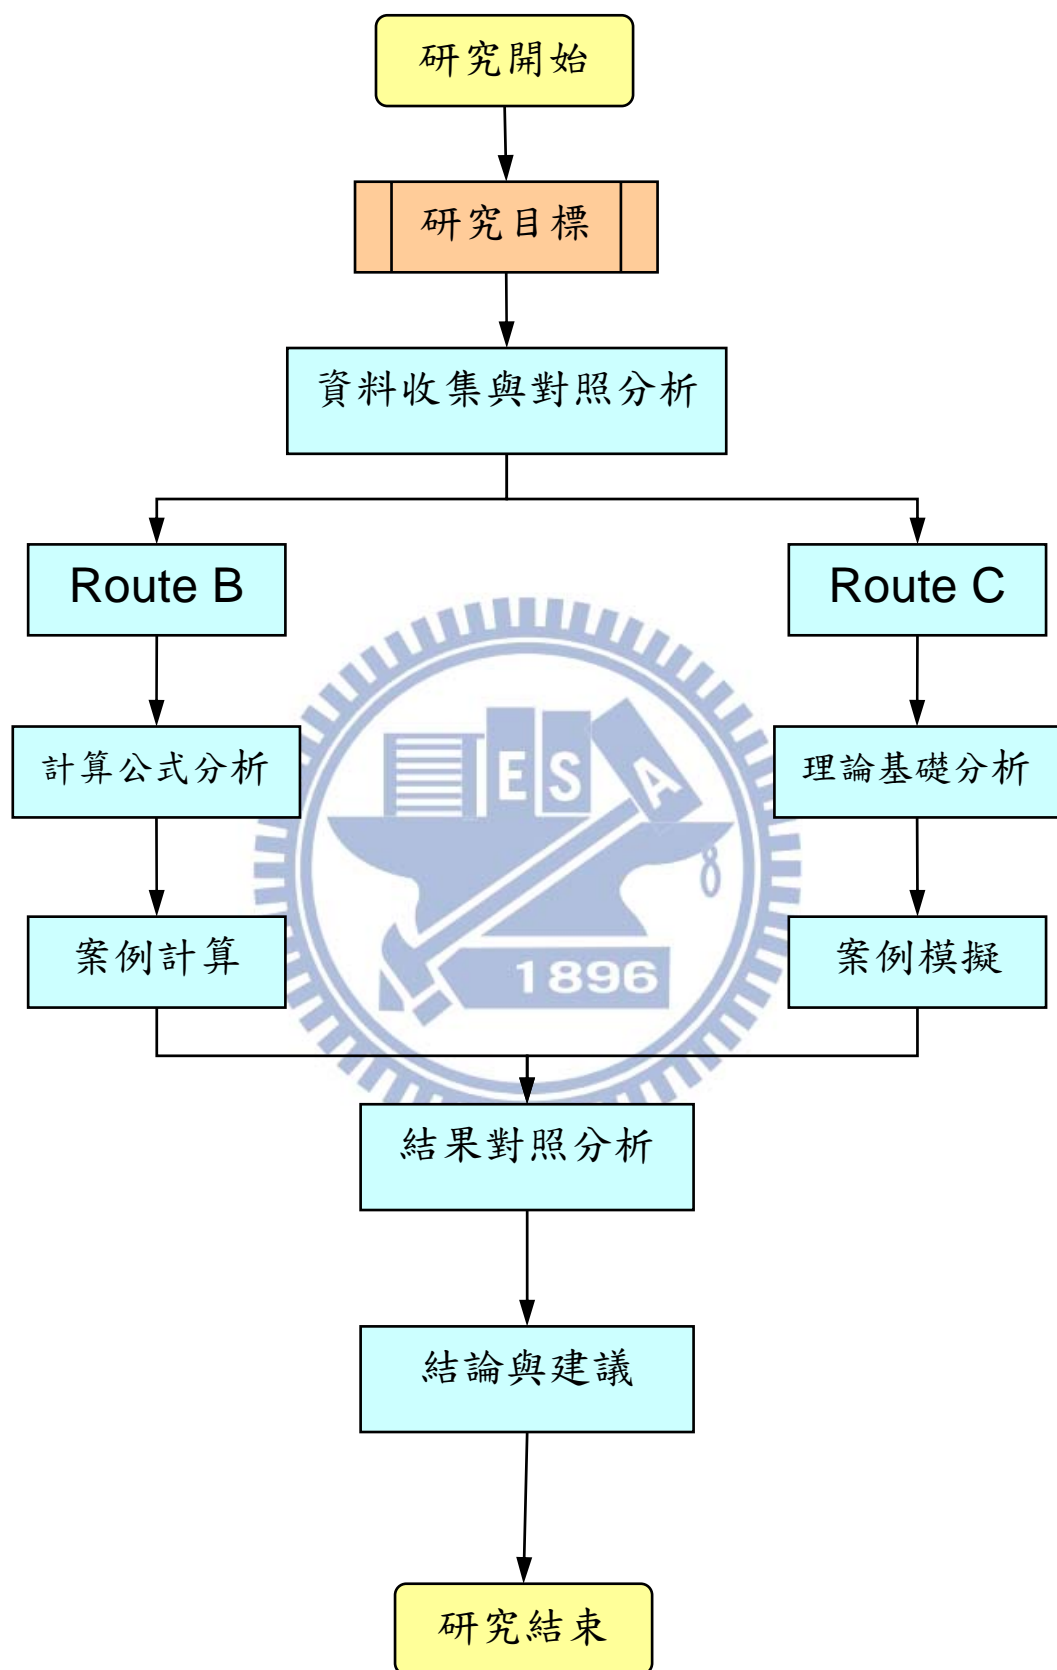 研究開始
研究目標
資料收集與對照分析
Route B
Route C
計算公式分析
理論基礎分析
E S A
案例計算
案例模擬
1896
結果對照分析
結論與建議
研究結束